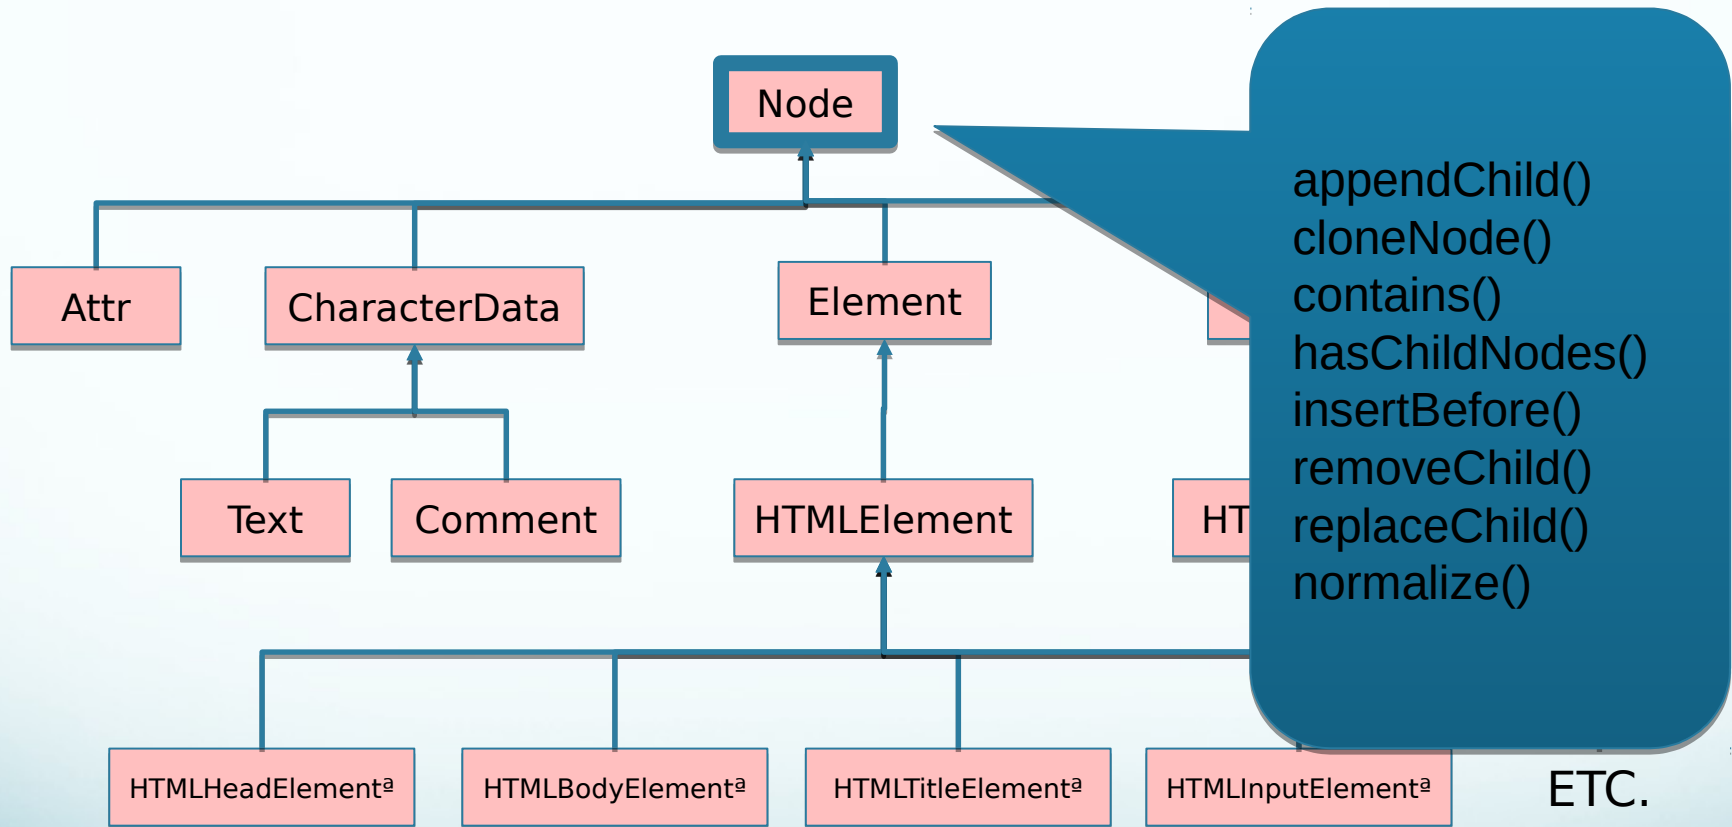 Node
appendChild()
cloneNode()
contains()
hasChildNodes()
insertBefore()
removeChild()
replaceChild()
normalize()
Attr
CharacterData
Element
Text
Comment
HTMLElement
HTMLHeadElementª
HTMLBodyElementª
HTMLTitleElementª
HTMLInputElementª
ETC.